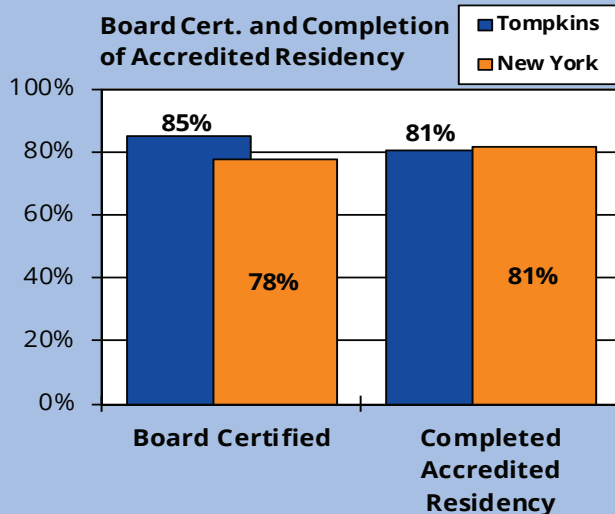 Board Cert. and Completion
of Accredited Residency
Tompkins
New York
100%
80%
60%
40%
20%
0%
85%
78%
81%
81%
Board Certified
Completed
Accredited
Residency